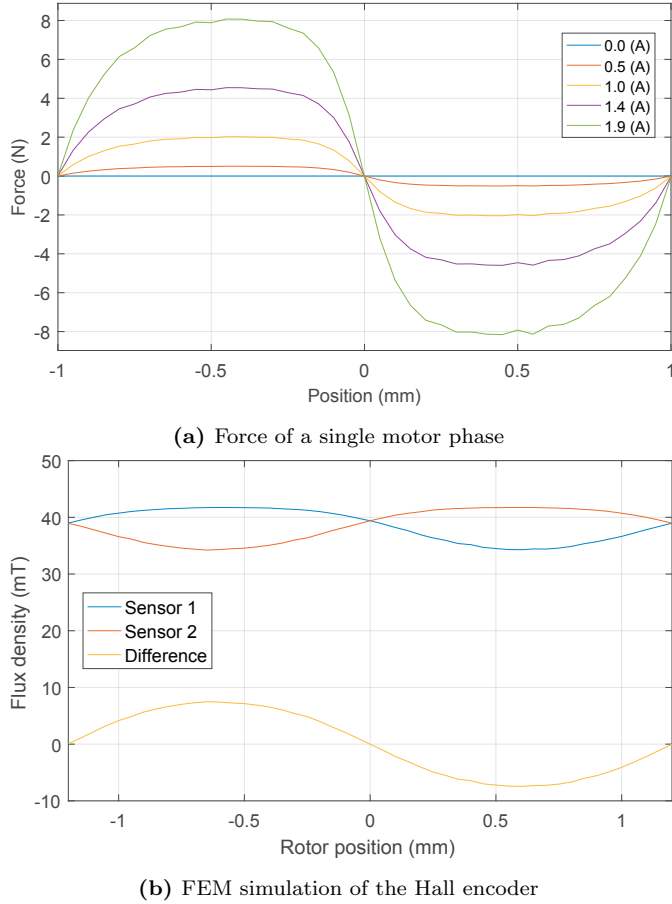 8
6
4
2
0
-2
-4
-6
-8
Force (N)
0.0 (A)
0.5 (A)
1.0 (A)
1.4 (A)
1.9 (A)
-1 -0.5 0 0.5 1
Position (mm)
(a) Force of a single motor phase
50
40
30
20
10
0
-10
Flux density (mT)
Sensor 1
Sensor 2
Difference
-1 -0.5 0 0.5 1
Rotor position (mm)
(b) FEM simulation of the Hall encoder